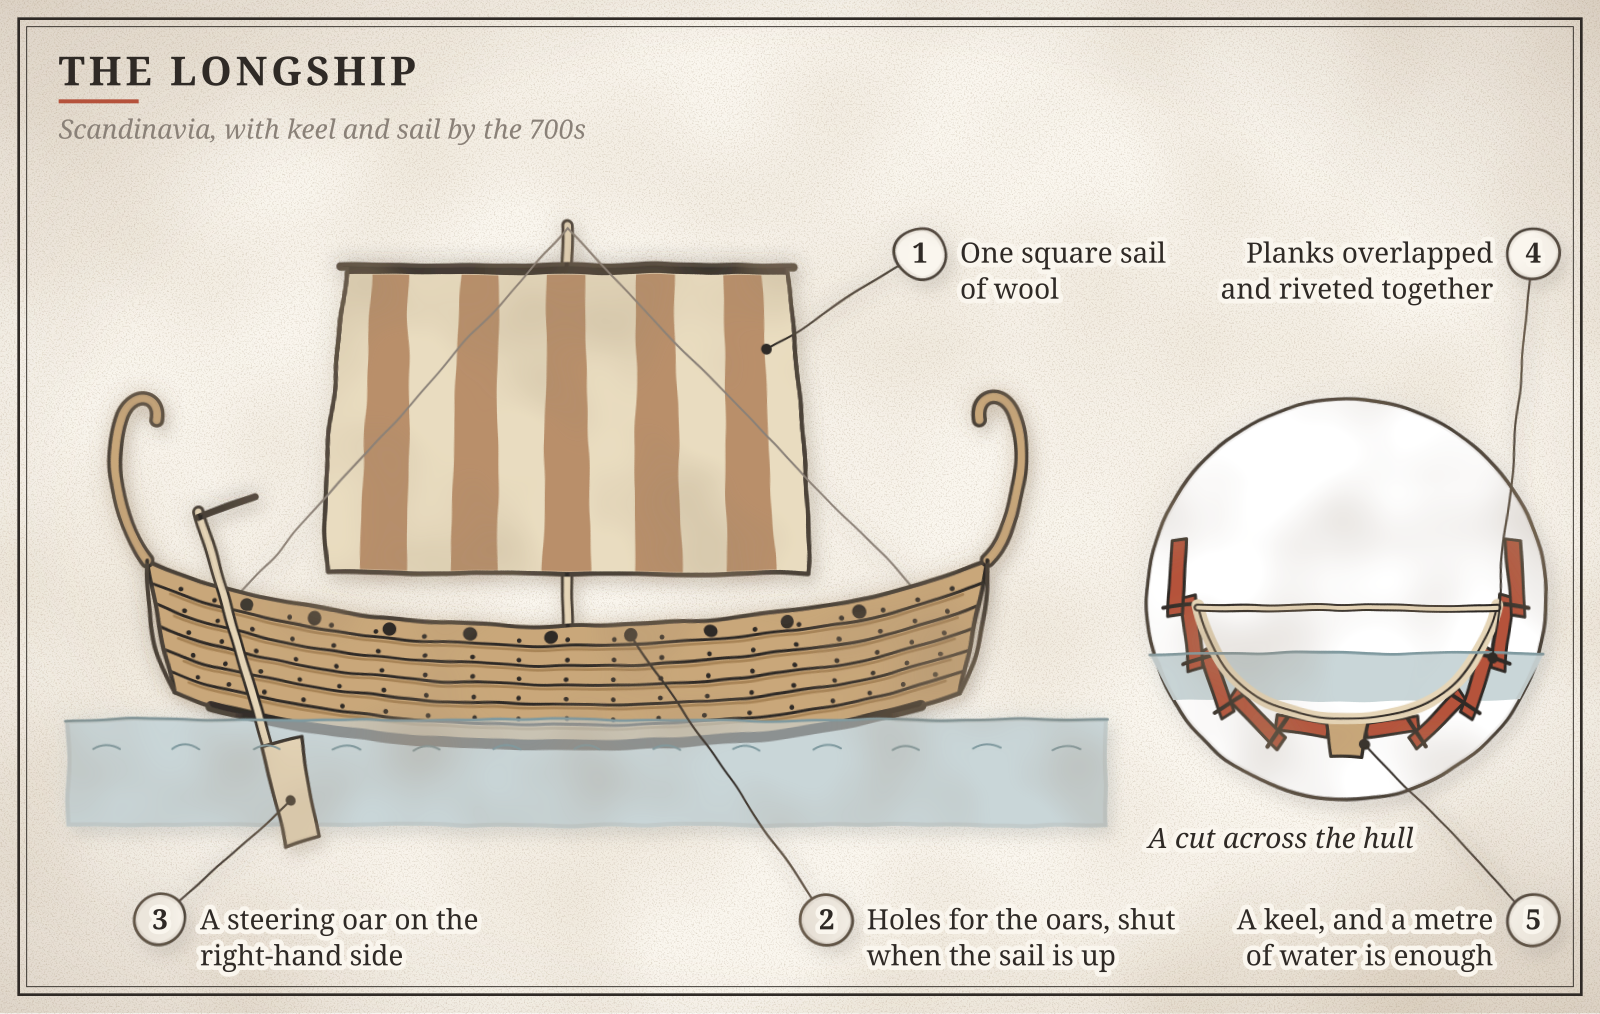 THE LONGSHIP
Scandinavia, with keel and sail by the 700s
1 One square sail
of wool
Planks overlapped 4
and riveted together
A cut across the hull
3 A steering oar on the
right-hand side
2 Holes for the oars, shut
when the sail is up
A keel, and a metre 5
of water is enough